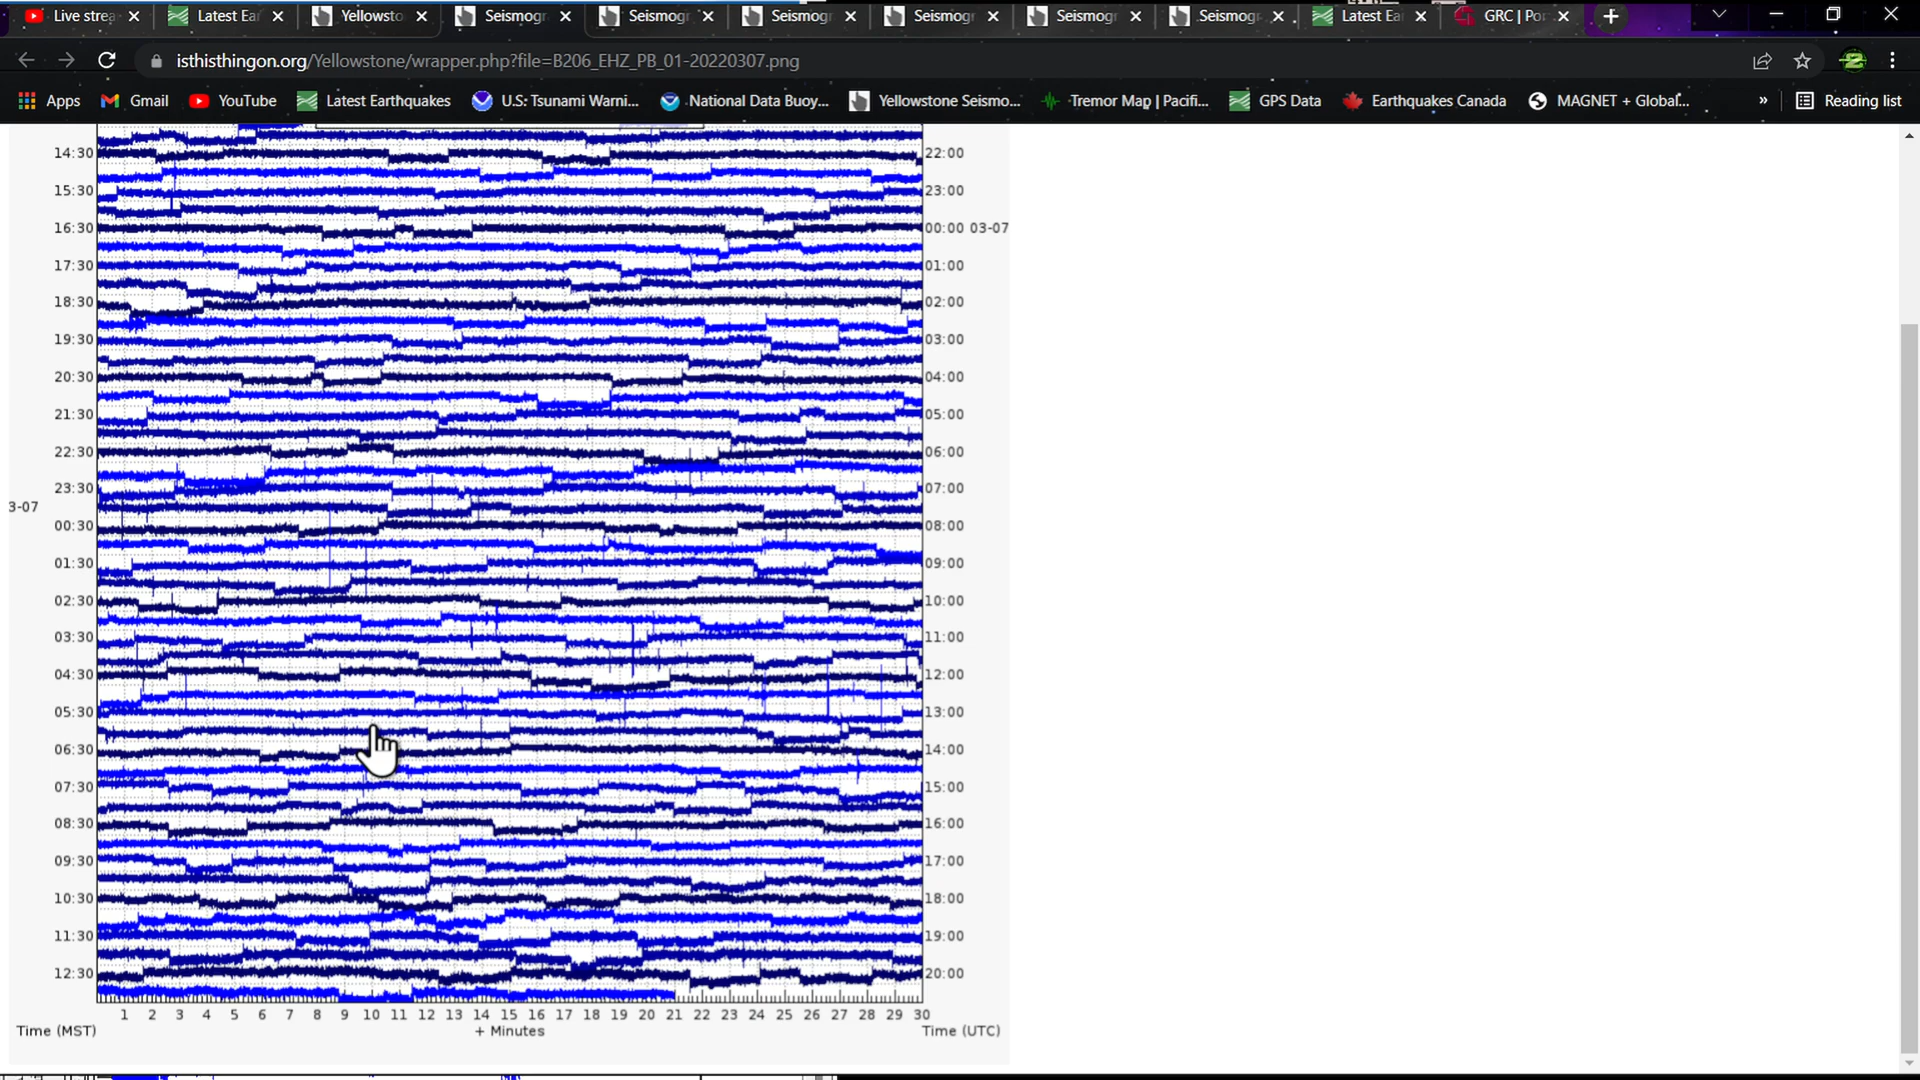 Live strea
Latest Ea
Yellowsto
Seismogr
Seismogr
Seismogr
Seismogr
Seismogr
Seismogr
Latest Ea
GRC | Por
isthisthingon.org/Yellowstone/wrapper.php?file=B206_EHZ_PB_01-20220307.png
Apps
Gmail
YouTube
Latest Earthquakes
U.S. Tsunami Warni...
National Data Buoy...
Yellowstone Seismo...
Tremor Map | Pacifi...
GPS Data
Earthquakes Canada
MAGNET + Global...
»
Reading list
14:30 22:00
15:30 23:00
16:30 00:00 03-07
17:30 01:00
18:30 02:00
19:30 03:00
20:30 04:00
21:30 05:00
22:30 06:00
23:30 07:00
3-07
00:30 08:00
01:30 09:00
02:30 10:00
03:30 11:00
04:30 12:00
05:30 13:00
06:30 14:00
07:30 15:00
08:30 16:00
09:30 17:00
10:30 18:00
11:30 19:00
12:30 20:00
1 2 3 4 5 6 7 8 9 10 11 12 13 14 15 16 17 18 19 20 21 22 23 24 25 26 27 28 29 30
Time (MST) + Minutes Time (UTC)